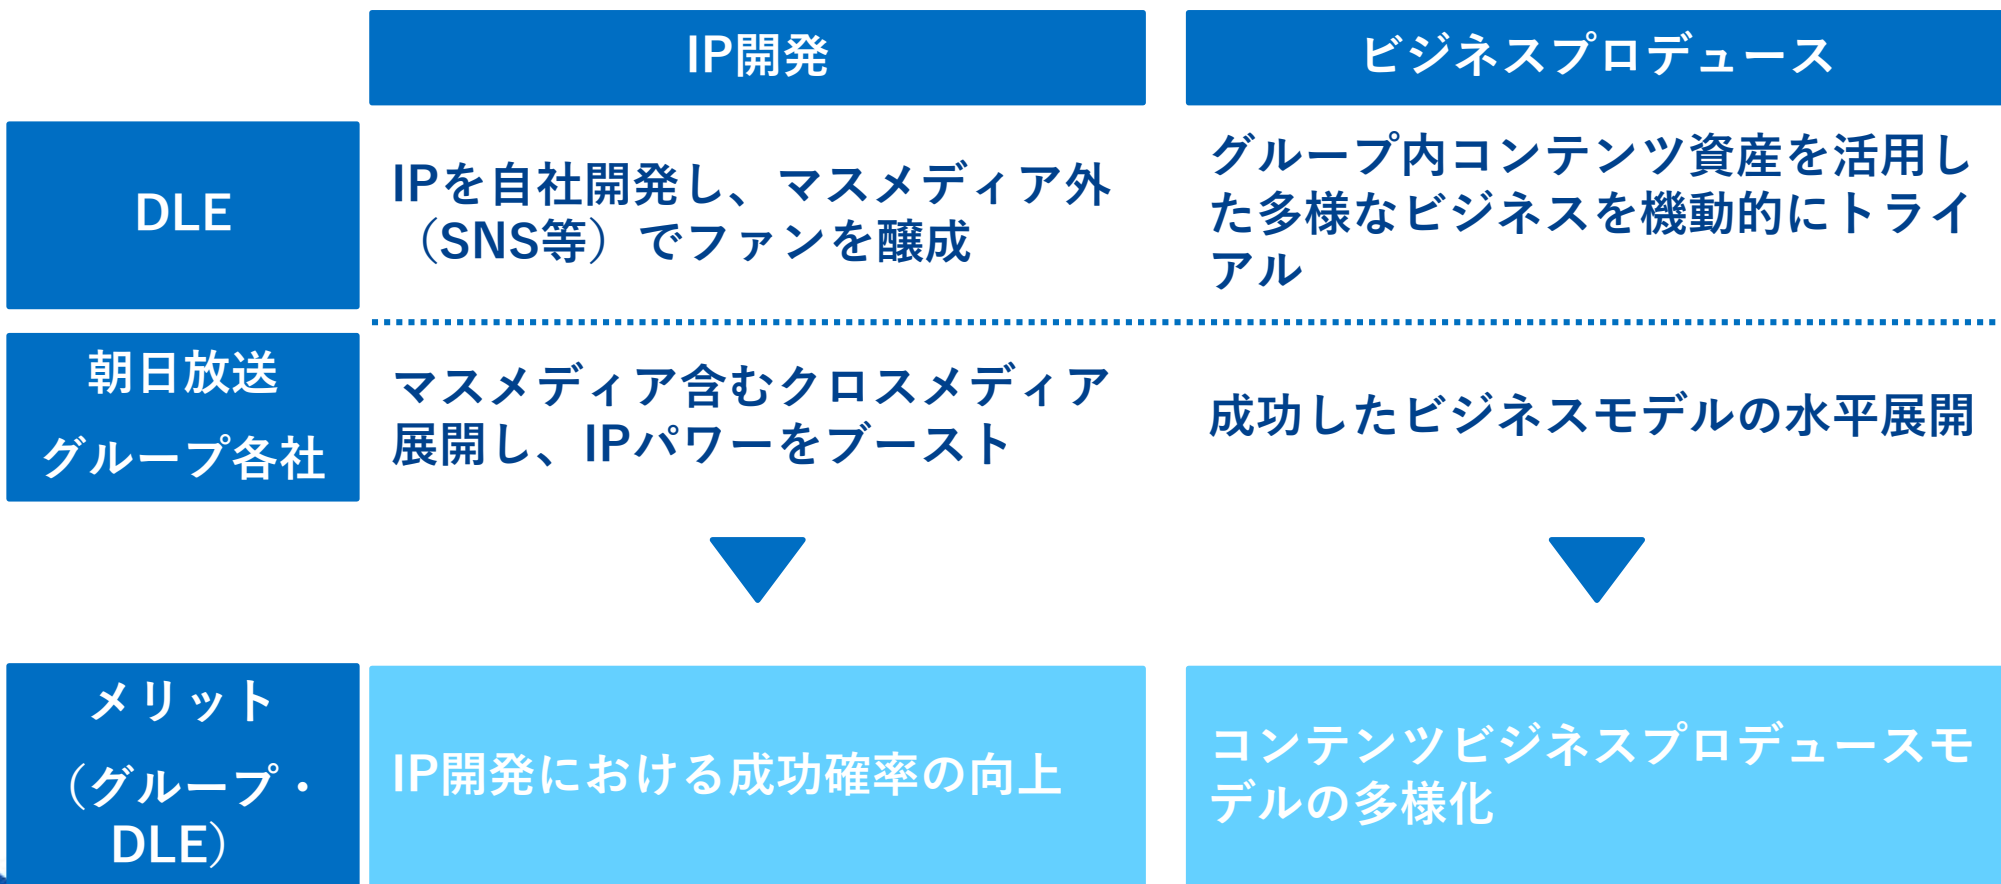 IP開発
ビジネスプロデュース
DLE
IPを自社開発し、マスメディア外
（SNS等）でファンを醸成
グループ内コンテンツ資産を活用し
た多様なビジネスを機動的にトライ
アル
朝日放送
グループ各社
マスメディア含むクロスメディア
展開し、IPパワーをブースト
成功したビジネスモデルの水平展開
メリット
（グループ・
DLE）
IP開発における成功確率の向上
コンテンツビジネスプロデュースモ
デルの多様化